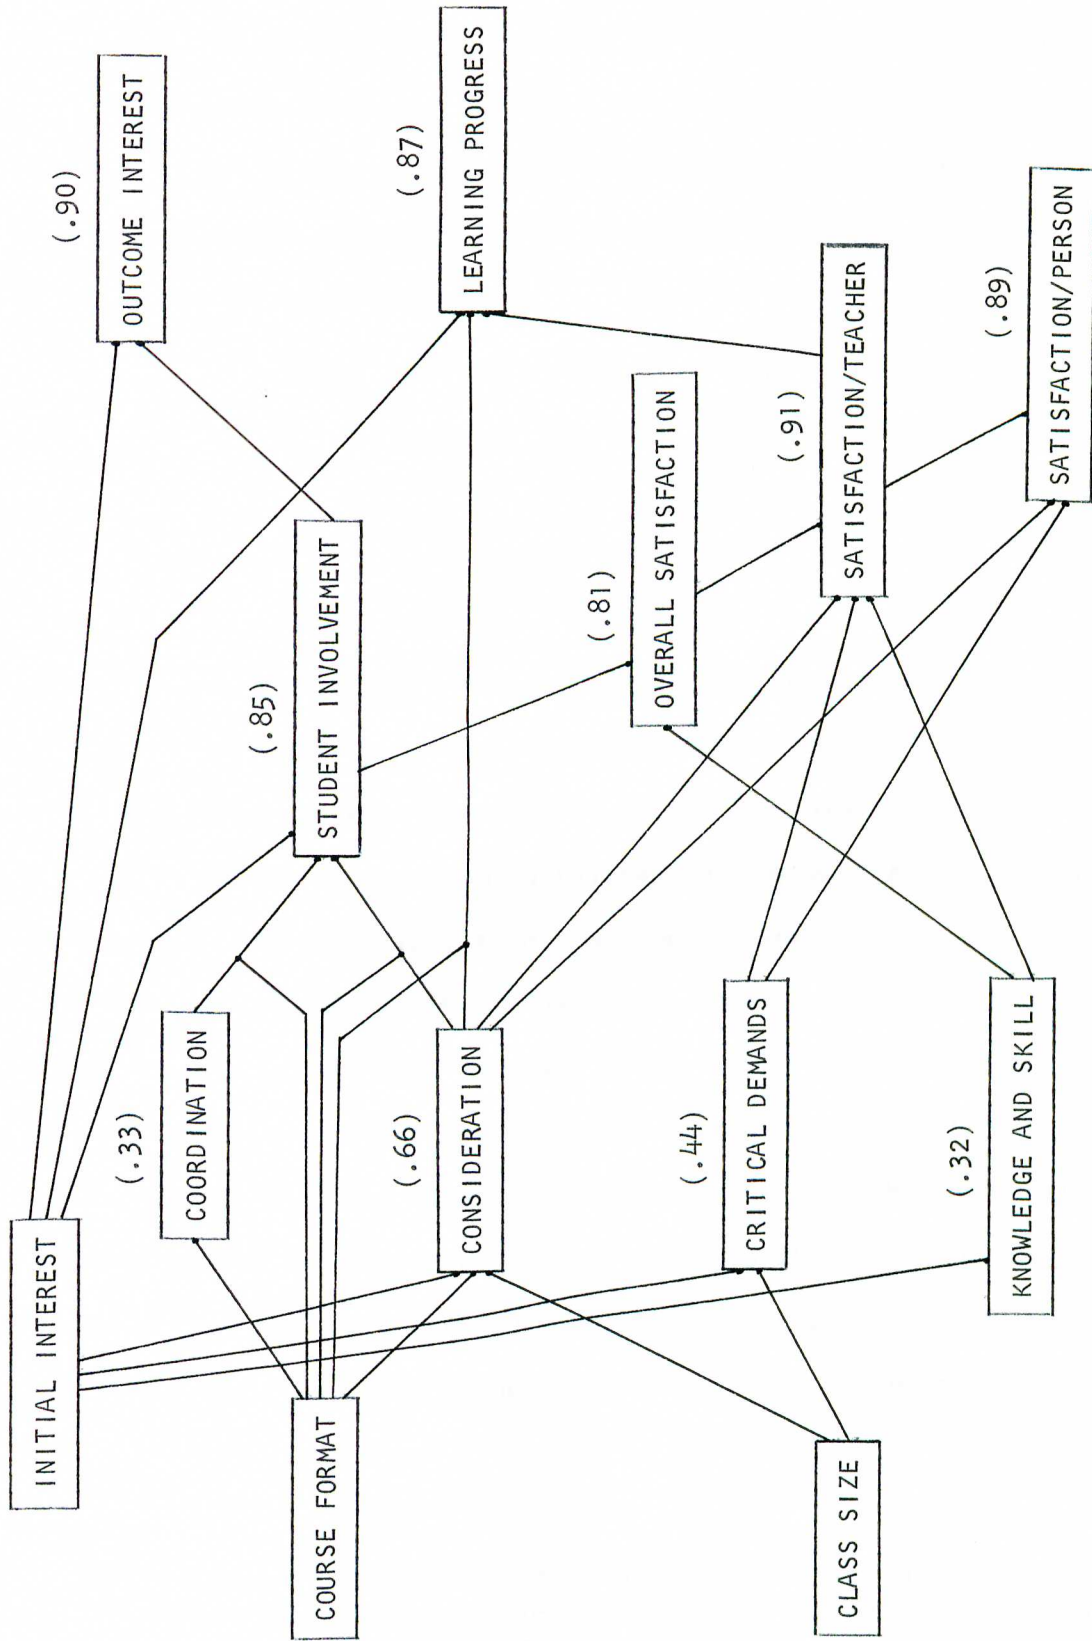 INITIAL INTEREST
(.90)
OUTCOME INTEREST
(.33)
COORDINATION
(.85)
STUDENT INVOLVEMENT
COURSE FORMAT
(.66)
CONSIDERATION
(.87)
LEARNING PROGRESS
(.81)
OVERALL SATISFACTION
(.44)
CRITICAL DEMANDS
(.91)
SATISFACTION/TEACHER
CLASS SIZE
(.32)
KNOWLEDGE AND SKILL
(.89)
SATISFACTION/PERSON